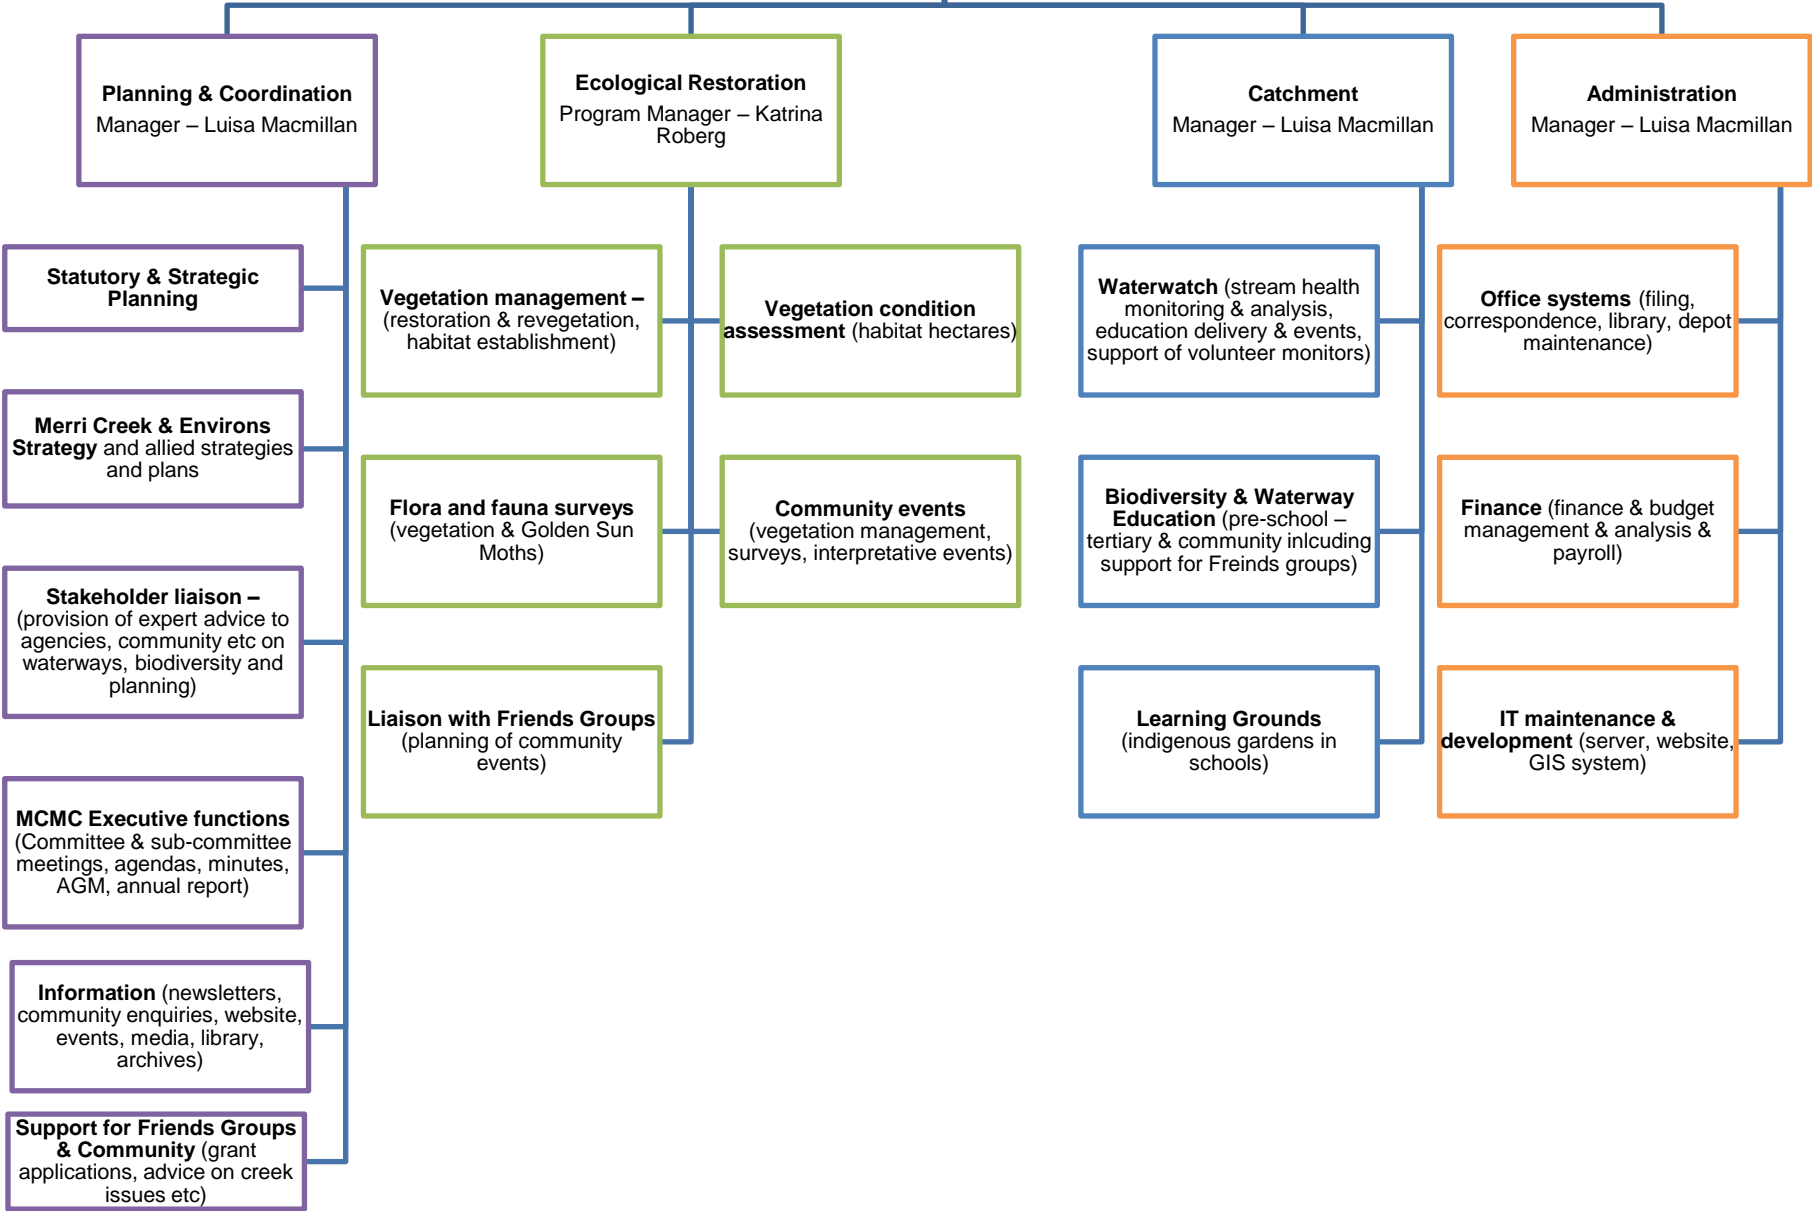 Planning & Coordination
Manager – Luisa Macmillan
Ecological Restoration
Program Manager – Katrina
Roberg
Catchment
Manager – Luisa Macmillan
Administration
Manager – Luisa Macmillan
Statutory & Strategic
Planning
Merri Creek & Environs
Strategy and allied strategies
and plans
Stakeholder liaison –
(provision of expert advice to
agencies, community etc on
waterways, biodiversity and
planning)
MCMC Executive functions
(Committee & sub-committee
meetings, agendas, minutes,
AGM, annual report)
Information (newsletters,
community enquiries, website,
events, media, library,
archives)
Support for Friends Groups
& Community (grant
applications, advice on creek
issues etc)
Vegetation management –
(restoration & revegetation,
habitat establishment)
Vegetation condition
assessment (habitat hectares)
Flora and fauna surveys
(vegetation & Golden Sun
Moths)
Community events
(vegetation management,
surveys, interpretative events)
Liaison with Friends Groups
(planning of community
events)
Waterwatch (stream health
monitoring & analysis,
education delivery & events,
support of volunteer monitors)
Biodiversity & Waterway
Education (pre-school –
tertiary & community inlcuding
support for Freinds groups)
Learning Grounds
(indigenous gardens in
schools)
Office systems (filing,
correspondence, library, depot
maintenance)
Finance (finance & budget
management & analysis &
payroll)
IT maintenance &
development (server, website,
GIS system)